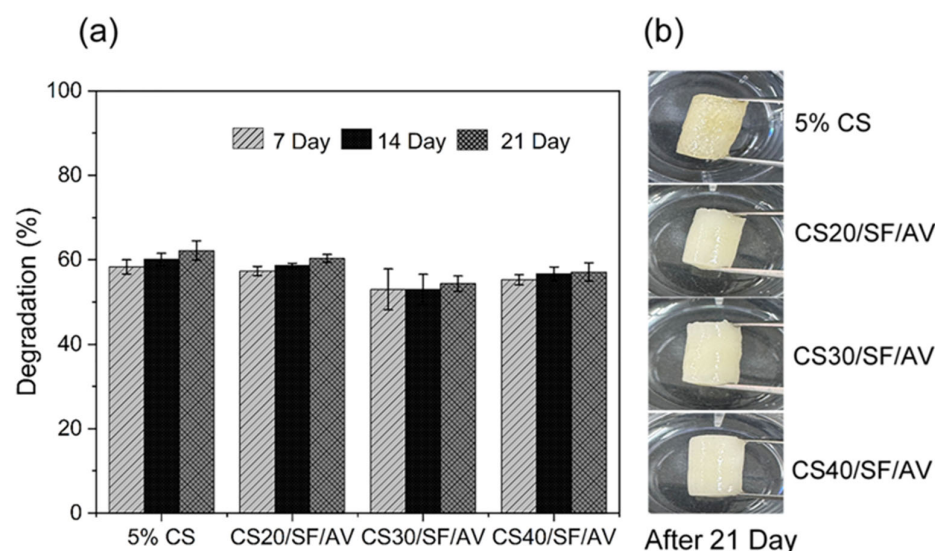 (a)
(b)
100
80
60
40
20
0
Degradation (%)
7 Day 14 Day 21 Day
5% CS CS20/SF/AV CS30/SF/AV CS40/SF/AV
5% CS
CS20/SF/AV
CS30/SF/AV
CS40/SF/AV
After 21 Day